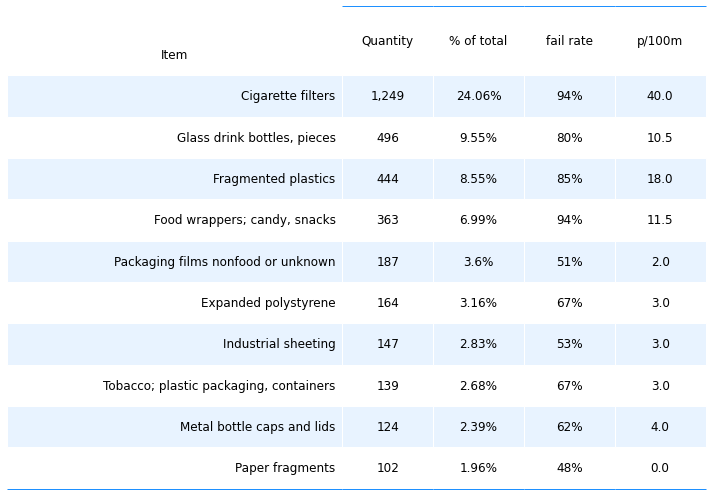 Item Quantity % of total fail rate p/100m
Cigarette filters 1,249 24.06% 94% 40.0
Glass drink bottles, pieces 496 9.55% 80% 10.5
Fragmented plastics 444 8.55% 85% 18.0
Food wrappers; candy, snacks 363 6.99% 94% 11.5
Packaging films nonfood or unknown 187 3.6% 51% 2.0
Expanded polystyrene 164 3.16% 67% 3.0
Industrial sheeting 147 2.83% 53% 3.0
Tobacco; plastic packaging, containers 139 2.68% 67% 3.0
Metal bottle caps and lids 124 2.39% 62% 4.0
Paper fragments 102 1.96% 48% 0.0